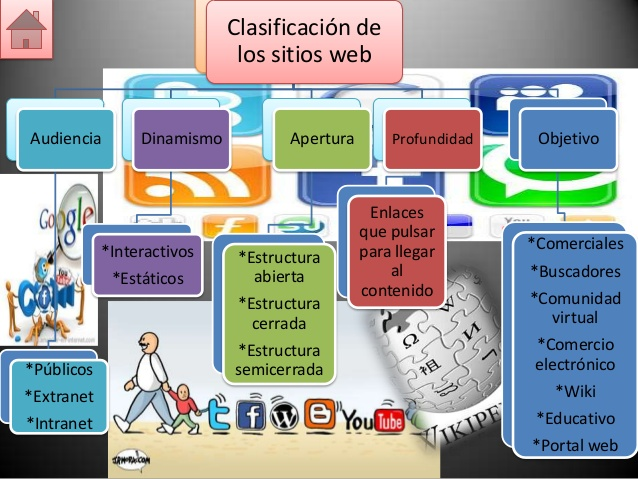 Clasificación de
los sitios web
Audiencia
Dinamismo
Apertura
Profundidad
Objetivo
*Públicos
*Extranet
*Intranet
*Interactivos
*Estáticos
*Estructura
abierta
*Estructura
cerrada
*Estructura
semicerrada
Enlaces
que pulsar
para llegar
al
contenido
*Comerciales
*Buscadores
*Comunidad
virtual
*Comercio
electrónico
*Wiki
*Educativo
*Portal web
Google
YouTube